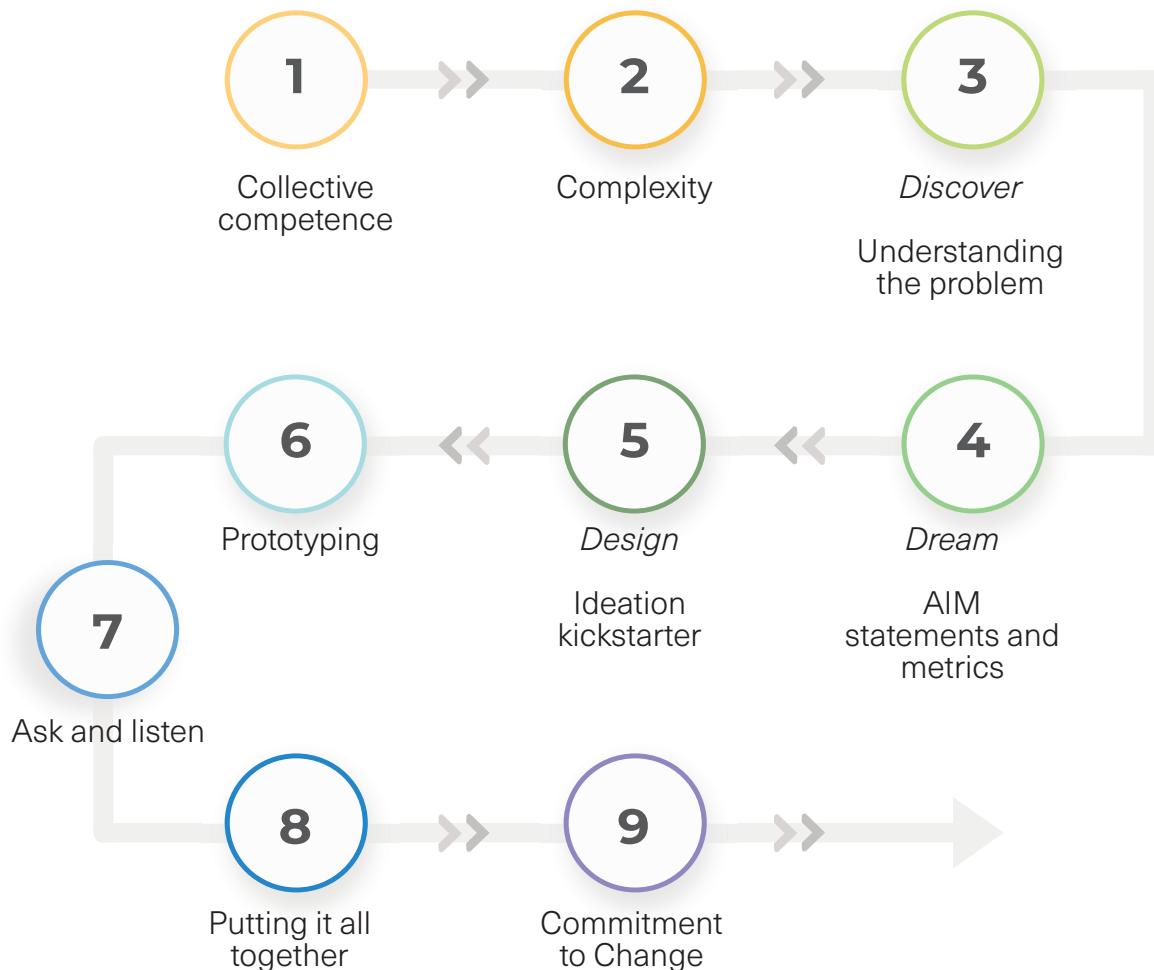 1
Collective
competence
2
Complexity
3
Discover
Understanding
the problem
4
Dream
AIM
statements and
metrics
5
Design
Ideation
kickstarter
6
Prototyping
7
Ask and listen
8
Putting it all
together
9
Commitment
to Change